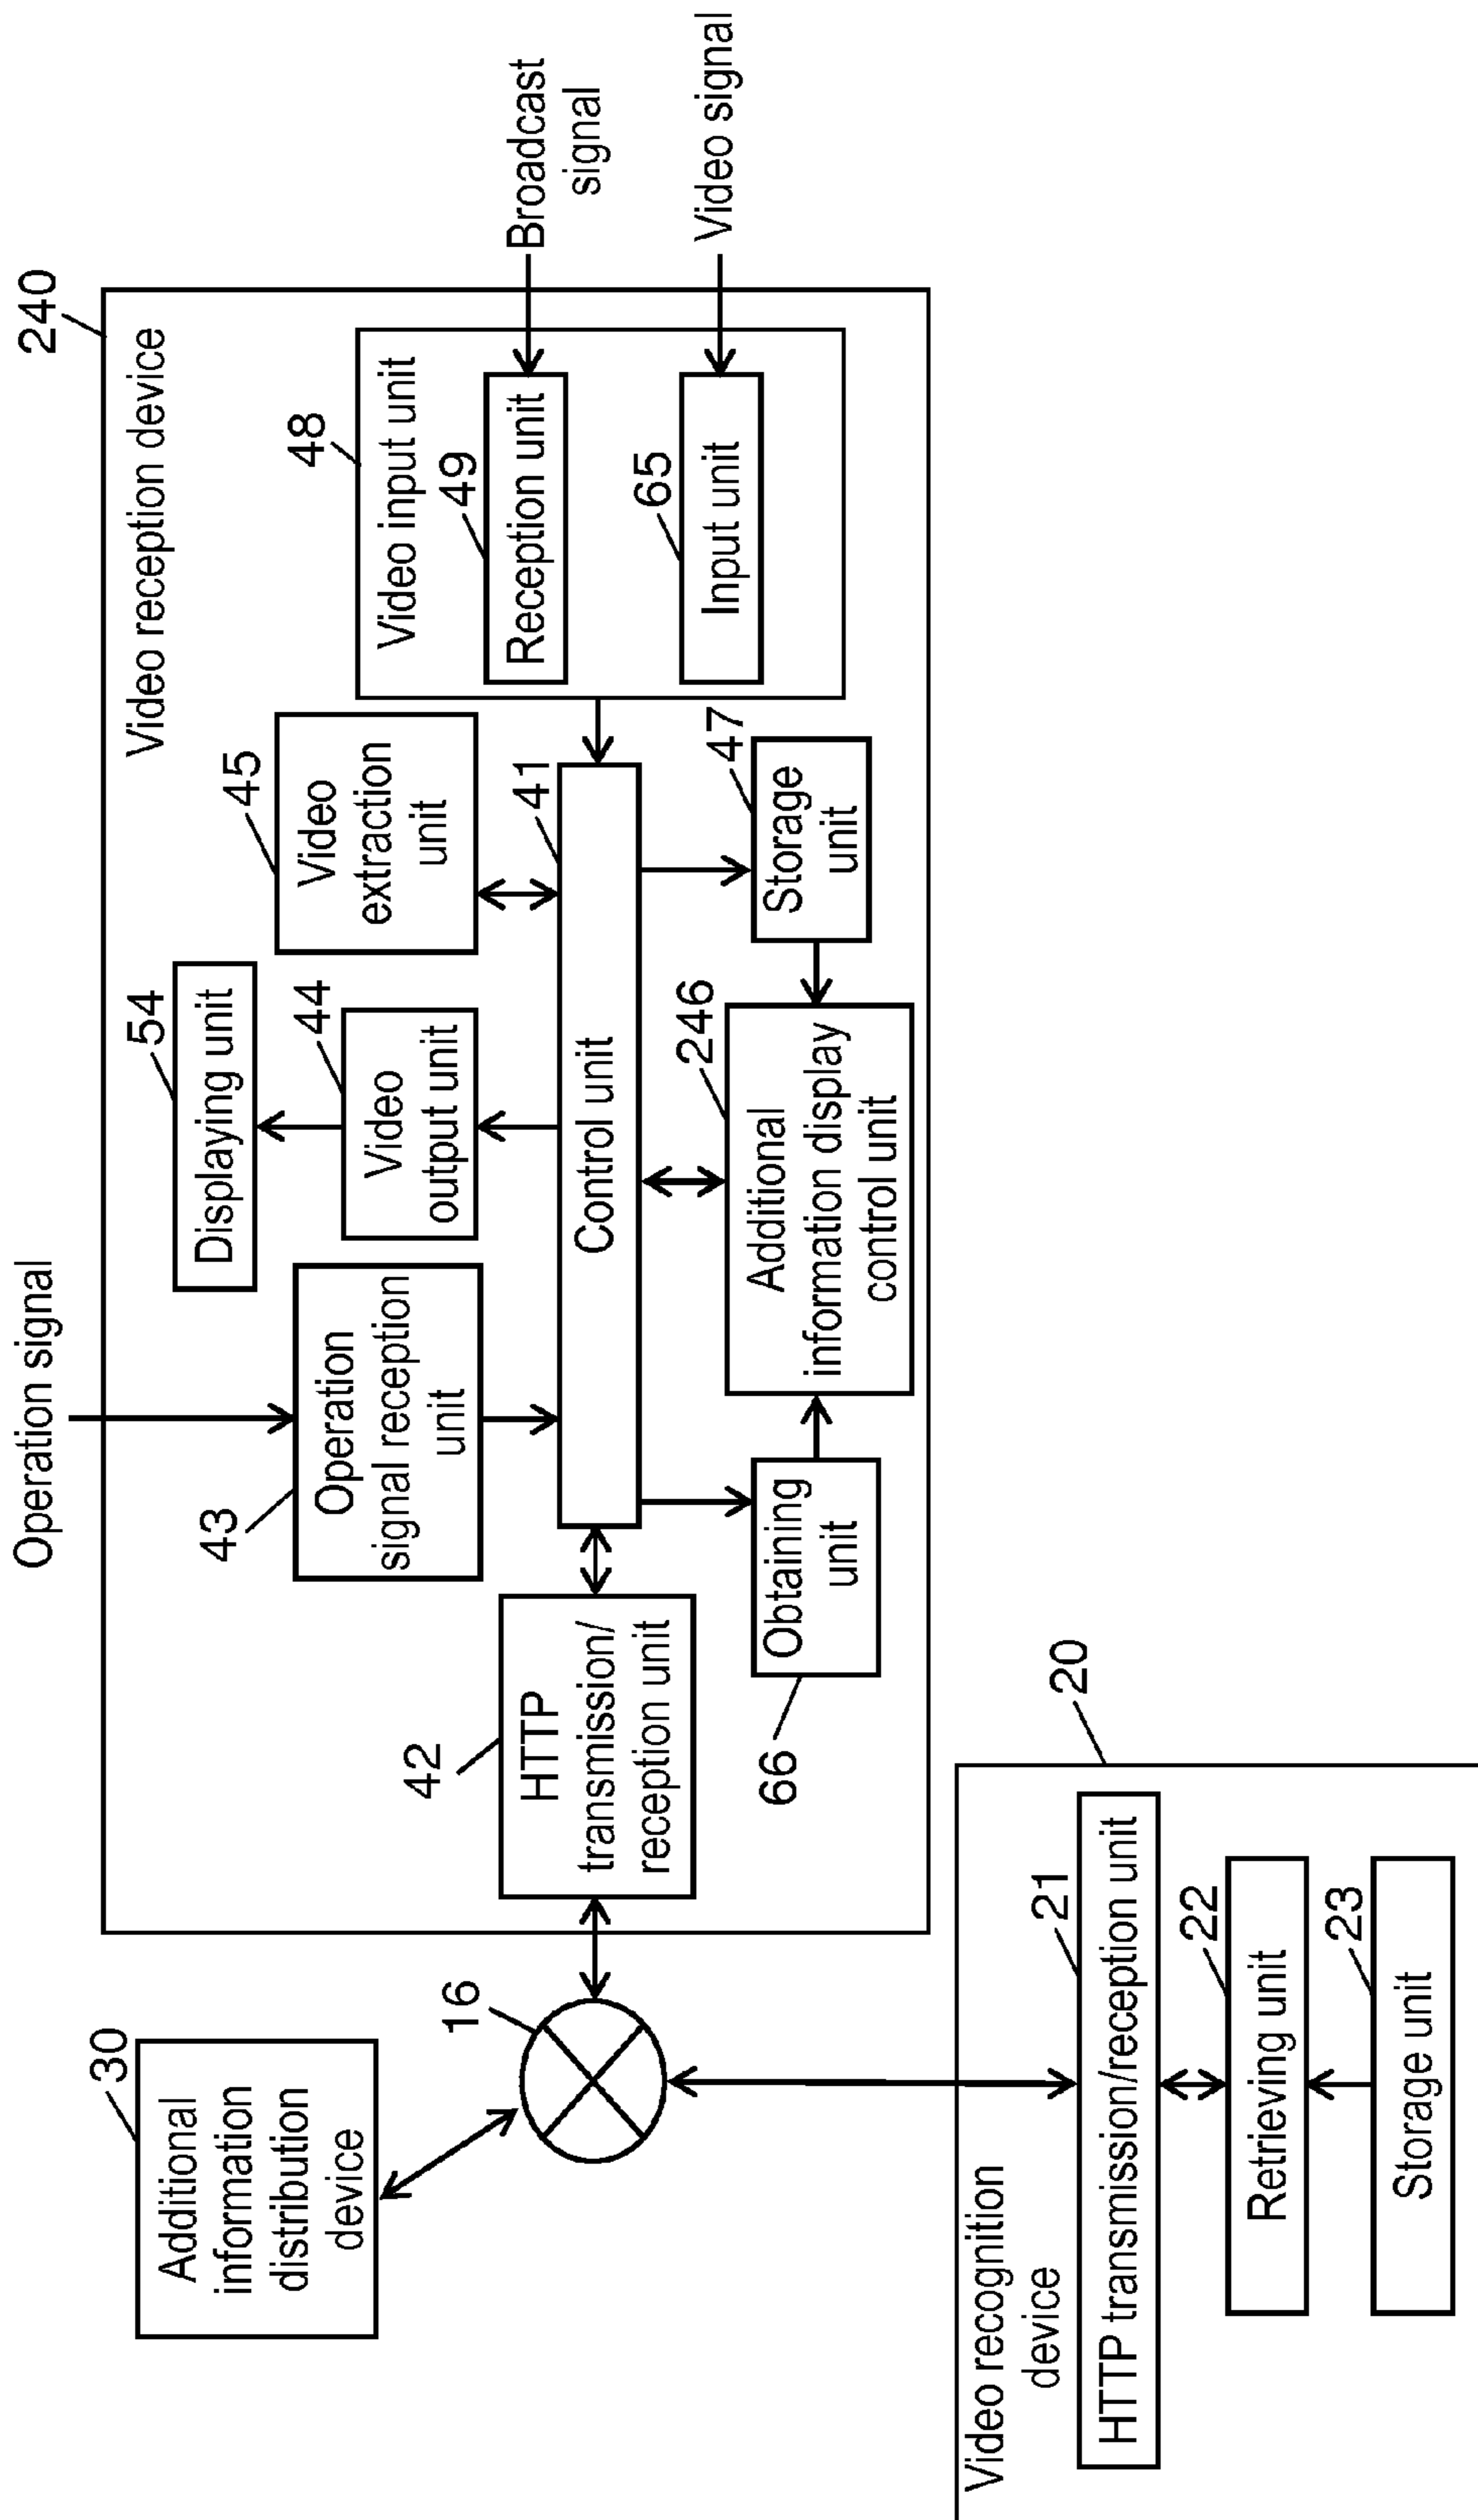 30
Additional
information
distribution
device
16
Operation signal
240
Video reception device
43
Operation
signal reception
unit
54
Displaying unit
44
Video
output unit
45
Video
extraction
unit
48
Video input unit
49
Reception unit
65
Input unit
Broadcast
signal
Video signal
42
HTTP
transmission/
reception unit
41
Control unit
66
Obtaining
unit
246
Additional
information display
control unit
47
Storage
unit
Video recognition
device
20
21
HTTP transmission/reception unit
22
Retrieving unit
23
Storage unit